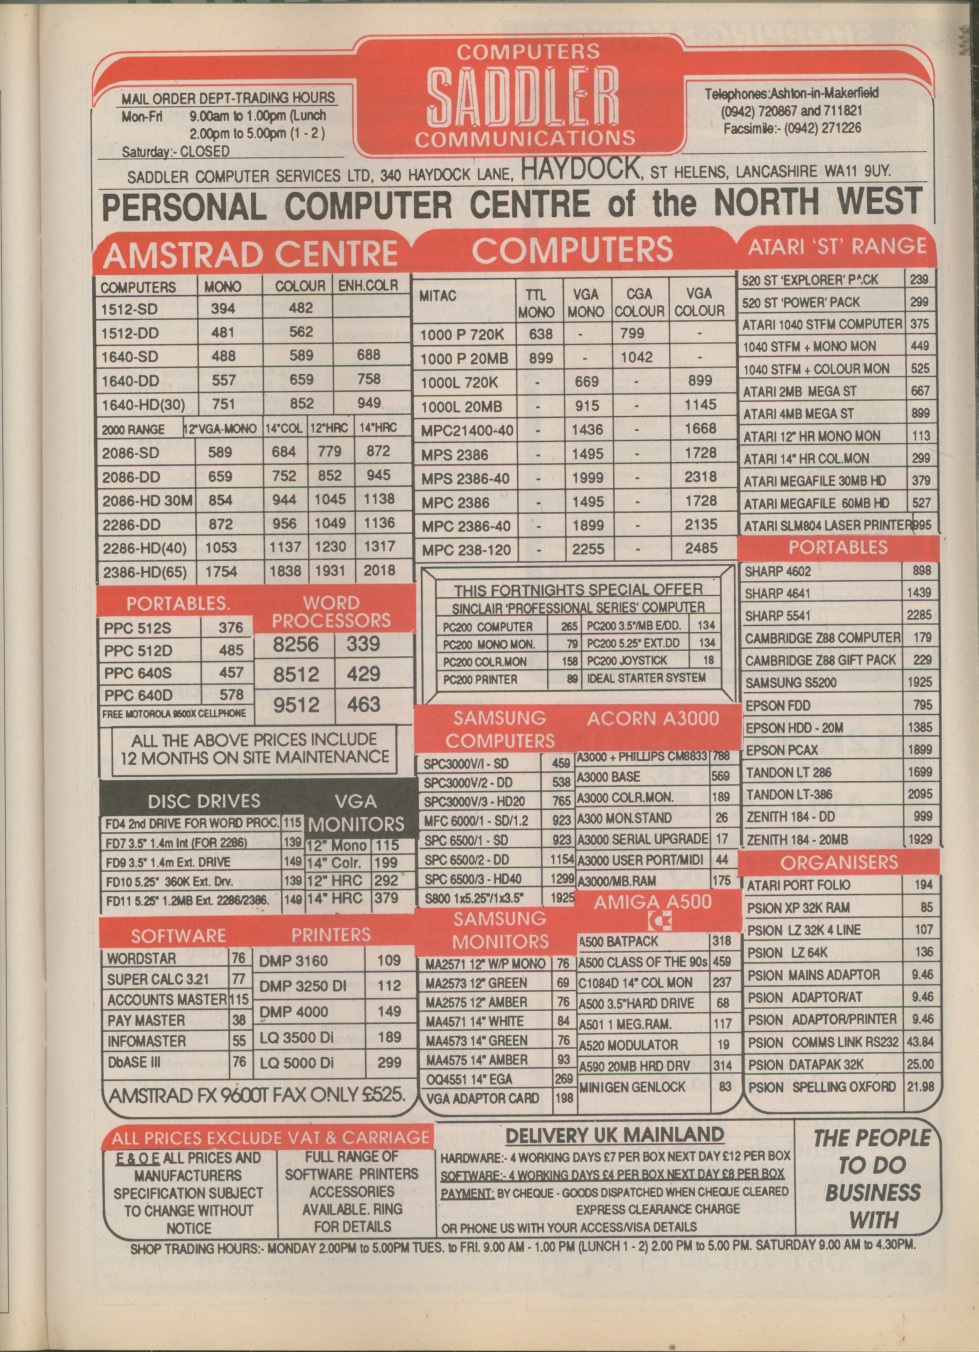 COMPUTERS
SADDLER
COMMUNICATIONS
MAIL ORDER DEPT-TRADING HOURS
Mon-Fri 9.00am to 1.00pm (Lunch
2.00pm to 5.00pm (1 - 2 )
Saturday:- CLOSED
Telephones:Ashton-in-Makerfield
(0942) 720867 and 711821
Facsimile:- (0942) 271226
SADDLER COMPUTER SERVICES LTD, 340 HAYDOCK LANE, HAYDOCK, ST HELENS, LANCASHIRE WA11 9UY.
PERSONAL COMPUTER CENTRE of the NORTH WEST
AMSTRAD CENTRE
COMPUTERS MONO COLOUR ENH.COLR
1512-SD 394 482
1512-DD 481 562
1640-SD 488 589 688
1640-DD 557 659 758
1640-HD(30) 751 852 949
2000 RANGE 12"VGA-MONO 14"COL 12"HRC 14"HRC
2086-SD 589 684 779 872
2086-DD 659 752 852 945
2086-HD 30M 854 944 1045 1138
2286-DD 872 956 1049 1136
2286-HD(40) 1053 1137 1230 1317
2386-HD(65) 1754 1838 1931 2018
PORTABLES.
PPC 512S 376
PPC 512D 485
PPC 640S 457
PPC 640D 578
FREE MOTOROLA 8500X CELLPHONE
WORD
PROCESSORS
8256 339
8512 429
9512 463
ALL THE ABOVE PRICES INCLUDE
12 MONTHS ON SITE MAINTENANCE
DISC DRIVES
FD4 2nd DRIVE FOR WORD PROC. 115
FD7 3.5" 1.4m Int (FOR 2286) 139
FD9 3.5" 1.4m Ext. DRIVE 149
FD10 5.25" 360K Ext. Drv. 139
FD11 5.25" 1.2MB Ext. 2286/2386. 149
VGA
MONITORS
12" Mono 115
14" Colr. 199
12" HRC 292
14" HRC 379
SOFTWARE
WORDSTAR 76
SUPER CALC 3.21 77
ACCOUNTS MASTER 115
PAY MASTER 38
INFOMASTER 55
DbASE III 76
PRINTERS
DMP 3160 109
DMP 3250 DI 112
DMP 4000 149
LQ 3500 Di 189
LQ 5000 Di 299
AMSTRAD FX 9600T FAX ONLY £525.
COMPUTERS
MITAC TTL MONO VGA MONO CGA COLOUR VGA COLOUR
1000 P 720K 638 - 799 -
1000 P 20MB 899 - 1042 -
1000L 720K - 669 - 899
1000L 20MB - 915 - 1145
MPC21400-40 - 1436 - 1668
MPS 2386 - 1495 - 1728
MPS 2386-40 - 1999 - 2318
MPC 2386 - 1495 - 1728
MPC 2386-40 - 1899 - 2135
MPC 238-120 - 2255 - 2485
THIS FORTNIGHTS SPECIAL OFFER
SINCLAIR 'PROFESSIONAL SERIES' COMPUTER
PC200 COMPUTER 265 PC200 3.5"/MB E/DD. 134
PC200 MONO MON. 79 PC200 5.25" EXT.DD 134
PC200 COLR.MON 158 PC200 JOYSTICK 18
PC200 PRINTER 89 IDEAL STARTER SYSTEM
SAMSUNG
COMPUTERS
SPC3000V/I - SD 459
SPC3000V/2 - DD 538
SPC3000V/3 - HD20 765
MFC 6000/1 - SD/1.2 923
SPC 6500/1 - SD 923
SPC 6500/2 - DD 1154
SPC 6500/3 - HD40 1299
S800 1x5.25"/1x3.5" 1925
ACORN A3000
A3000 + PHILLIPS CM8833 788
A3000 BASE 569
A3000 COLR.MON. 189
A300 MON.STAND 26
A3000 SERIAL UPGRADE 17
A3000 USER PORT/MIDI 44
A3000/MB.RAM 175
SAMSUNG
MONITORS
MA2571 12" W/P MONO 76
MA2573 12" GREEN 69
MA2575 12" AMBER 76
MA4571 14" WHITE 84
MA4573 14" GREEN 76
MA4575 14" AMBER 93
OQ4551 14" EGA 269
VGA ADAPTOR CARD 198
AMIGA A500
A500 BATPACK 318
A500 CLASS OF THE 90s 459
C1084D 14" COL MON 237
A500 3.5"HARD DRIVE 68
A501 1 MEG.RAM. 117
A520 MODULATOR 19
A590 20MB HRD DRV 314
MINIGEN GENLOCK 83
ATARI 'ST' RANGE
520 ST 'EXPLORER' PACK 239
520 ST 'POWER' PACK 299
ATARI 1040 STFM COMPUTER 375
1040 STFM + MONO MON 449
1040 STFM + COLOUR MON 525
ATARI 2MB MEGA ST 667
ATARI 4MB MEGA ST 899
ATARI 12" HR MONO MON 113
ATARI 14" HR COL.MON 299
ATARI MEGAFILE 30MB HD 379
ATARI MEGAFILE 60MB HD 527
ATARI SLM804 LASER PRINTER 995
PORTABLES
SHARP 4602 898
SHARP 4641 1439
SHARP 5541 2285
CAMBRIDGE Z88 COMPUTER 179
CAMBRIDGE Z88 GIFT PACK 229
SAMSUNG S5200 1925
EPSON FDD 795
EPSON HDD - 20M 1385
EPSON PCAX 1899
TANDON LT 286 1699
TANDON LT-386 2095
ZENITH 184 - DD 999
ZENITH 184 - 20MB 1929
ORGANISERS
ATARI PORT FOLIO 194
PSION XP 32K RAM 85
PSION LZ 32K 4 LINE 107
PSION LZ 64K 136
PSION MAINS ADAPTOR 9.46
PSION ADAPTOR/AT 9.46
PSION ADAPTOR/PRINTER 9.46
PSION COMMS LINK RS232 43.84
PSION DATAPAK 32K 25.00
PSION SPELLING OXFORD 21.98
ALL PRICES EXCLUDE VAT & CARRIAGE
E & O E ALL PRICES AND
MANUFACTURERS
SPECIFICATION SUBJECT
TO CHANGE WITHOUT
NOTICE
FULL RANGE OF
SOFTWARE PRINTERS
ACCESSORIES
AVAILABLE. RING
FOR DETAILS
DELIVERY UK MAINLAND
HARDWARE:- 4 WORKING DAYS £7 PER BOX NEXT DAY £12 PER BOX
SOFTWARE:- 4 WORKING DAYS £4 PER BOX NEXT DAY £8 PER BOX
PAYMENT: BY CHEQUE - GOODS DISPATCHED WHEN CHEQUE CLEARED
EXPRESS CLEARANCE CHARGE
OR PHONE US WITH YOUR ACCESS/VISA DETAILS
THE PEOPLE
TO DO
BUSINESS
WITH
SHOP TRADING HOURS:- MONDAY 2.00PM to 5.00PM TUES. to FRI. 9.00 AM - 1.00 PM (LUNCH 1 - 2) 2.00 PM to 5.00 PM. SATURDAY 9.00 AM to 4.30PM.